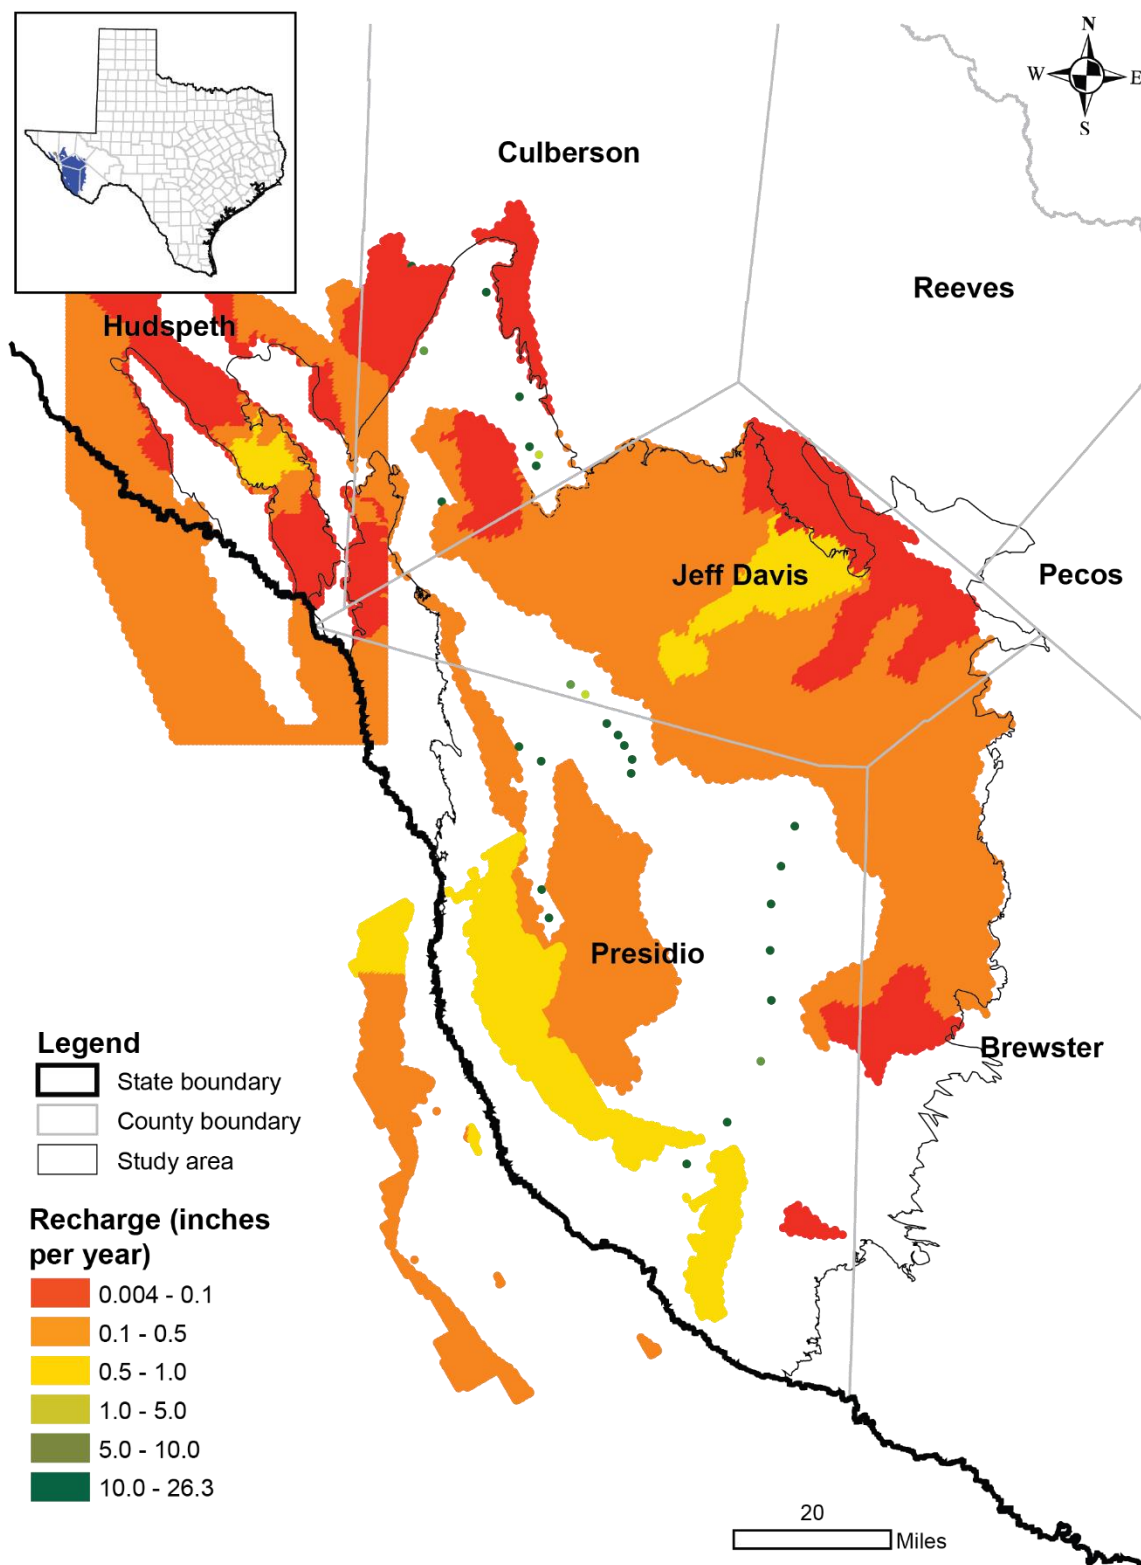 N
W E
S
Culberson
Reeves
Hudspeth
Jeff Davis
Pecos
Presidio
Brewster
Legend
State boundary
County boundary
Study area
Recharge (inches
per year)
0.004 - 0.1
0.1 - 0.5
0.5 - 1.0
1.0 - 5.0
5.0 - 10.0
10.0 - 26.3
20
Miles